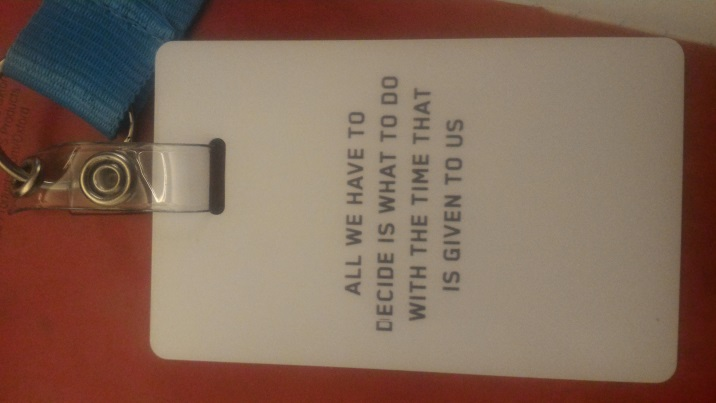 ALL WE HAVE TO
DECIDE IS WHAT TO DO
WITH THE TIME THAT
IS GIVEN TO US